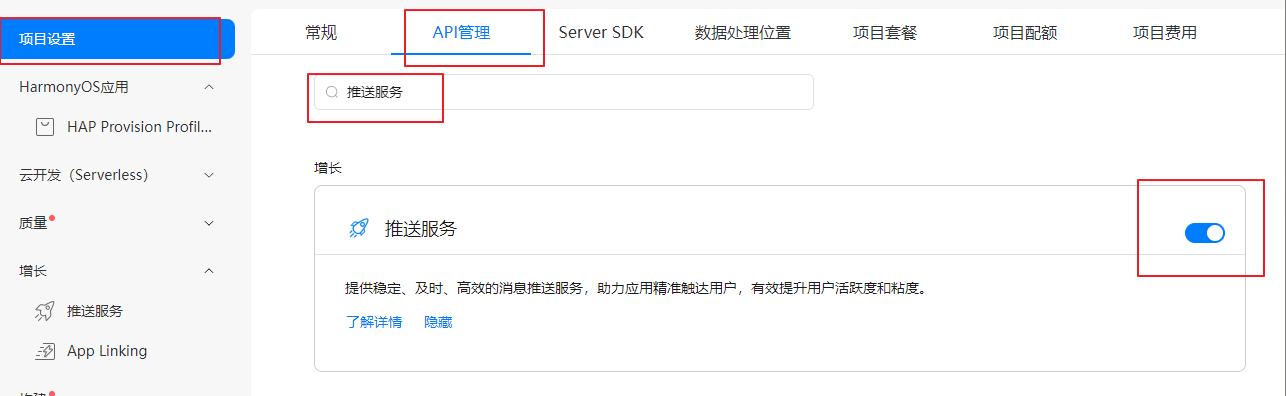 项目设置
HarmonyOS应用
HAP Provision Profil...
云开发（Serverless）
质量
增长
推送服务
App Linking
常规 API管理 Server SDK 数据处理位置 项目套餐 项目配额 项目费用
推送服务
增长
推送服务
提供稳定、及时、高效的消息推送服务，助力应用精准触达用户，有效提升用户活跃度和粘度。
了解详情 隐藏